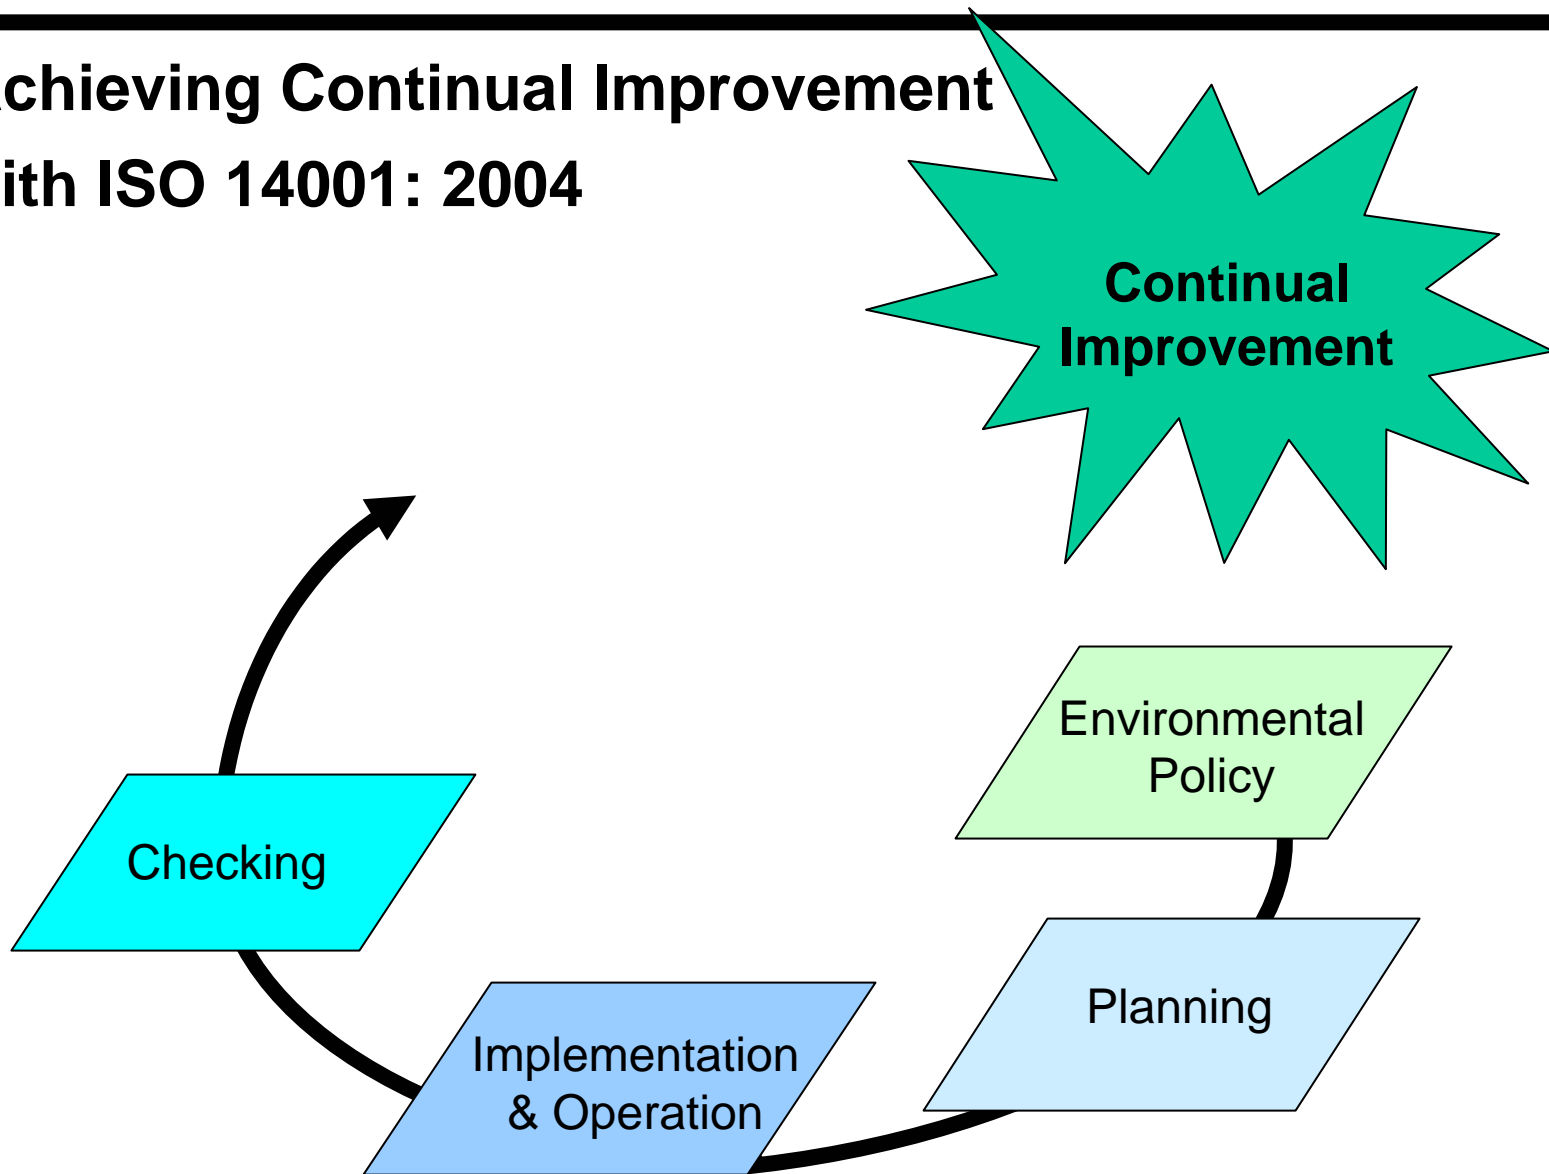 chieving Continual Improvement
ith ISO 14001: 2004
Continual
Improvement
Environmental
Policy
Checking
Planning
Implementation
& Operation